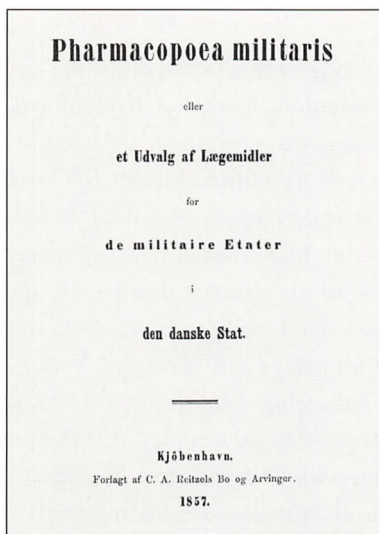 Pharmacopoea militaris
eller
et Udvalg af Lægemidler
for
de militaire Etater
i
den danske Stat.
Kjöbenhavn.
Forlagt af C. A. Reitzels Bo og Arvinger.
1857.